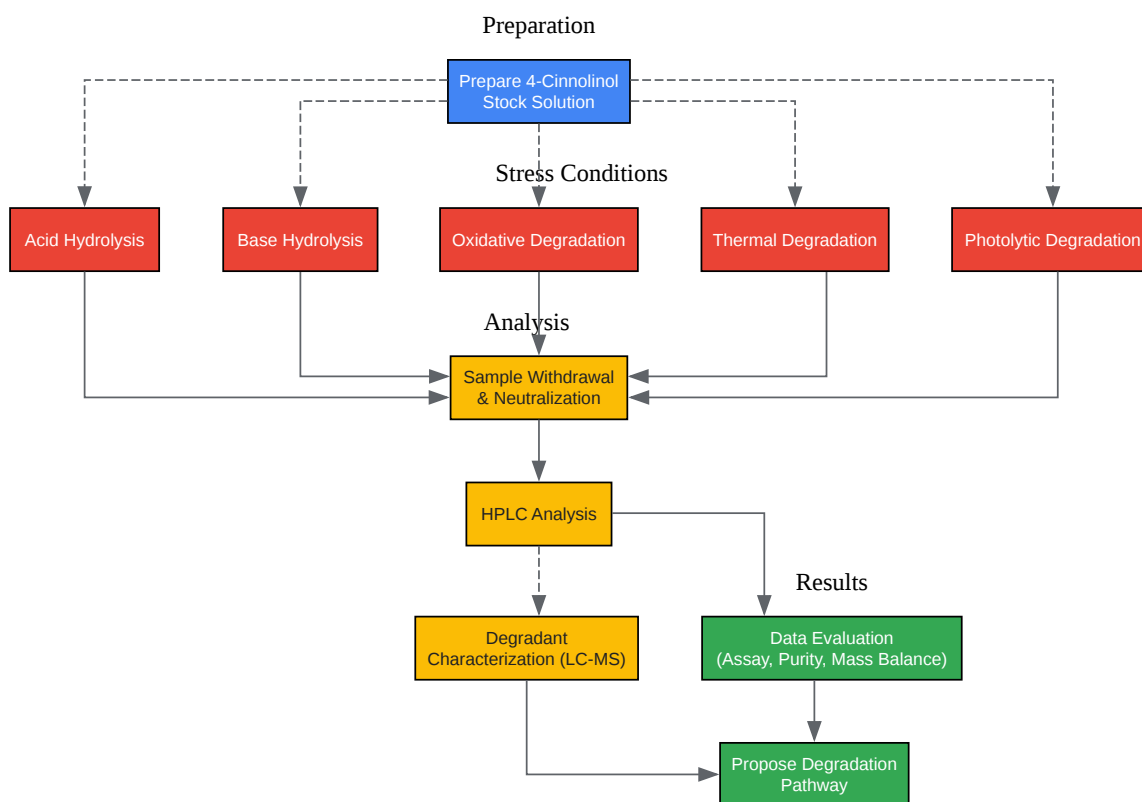 Preparation
Prepare 4-Cinnolinol
Stock Solution
Stress Conditions
Acid Hydrolysis
Base Hydrolysis
Oxidative Degradation
Thermal Degradation
Photolytic Degradation
Analysis
Sample Withdrawal
& Neutralization
HPLC Analysis
Results
Degradant
Characterization (LC-MS)
Data Evaluation
(Assay, Purity, Mass Balance)
Propose Degradation
Pathway